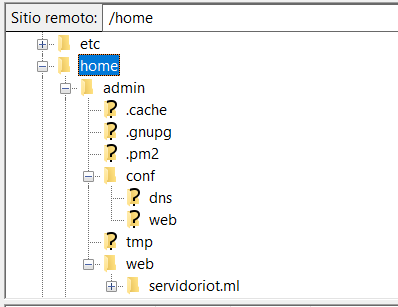 Sitio remoto: /home
etc
home
admin
.cache
.gnupg
.pm2
conf
dns
web
tmp
web
servidoriot.ml